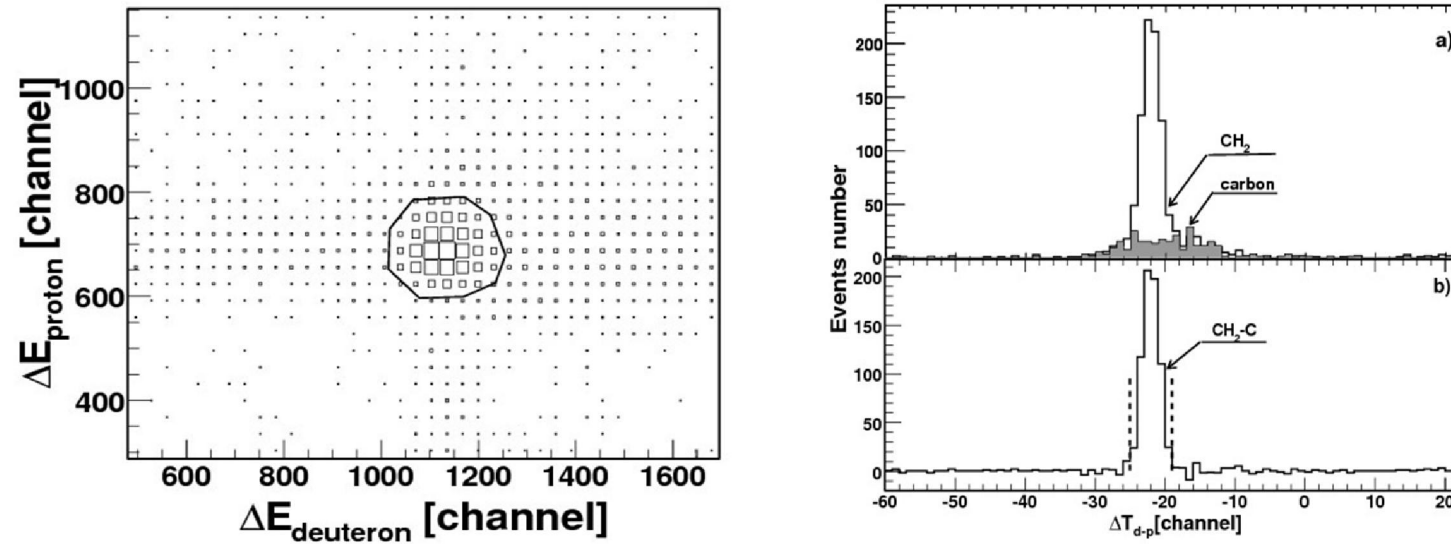 1000
800
600
400
600 800 1000 1200 1400 1600
ΔE_proton [channel]
ΔE_deuteron [channel]
a)
200
150
100
50
0
CH₂
carbon
b)
200
150
100
50
0
CH₂-C
-60 -50 -40 -30 -20 -10 0 10 20
Events number
ΔT_d-p[channel]